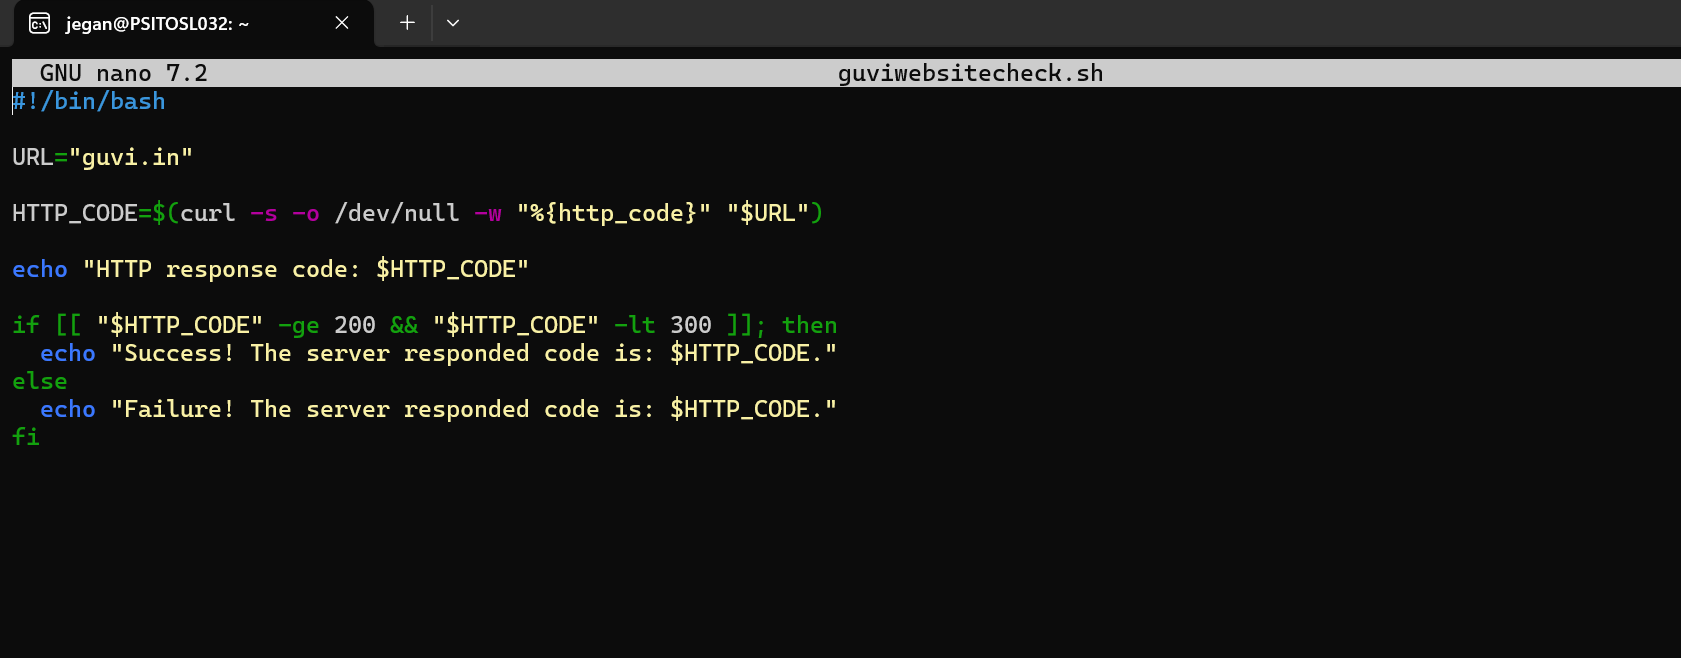 jegan@PSITOSL032: ~
GNU nano 7.2 guviwebsitecheck.sh
#!/bin/bash
URL="guvi.in"
HTTP_CODE=$(curl -s -o /dev/null -w "%{http_code}" "$URL")
echo "HTTP response code: $HTTP_CODE"
if [[ "$HTTP_CODE" -ge 200 && "$HTTP_CODE" -lt 300 ]]; then
  echo "Success! The server responded code is: $HTTP_CODE."
else
  echo "Failure! The server responded code is: $HTTP_CODE."
fi